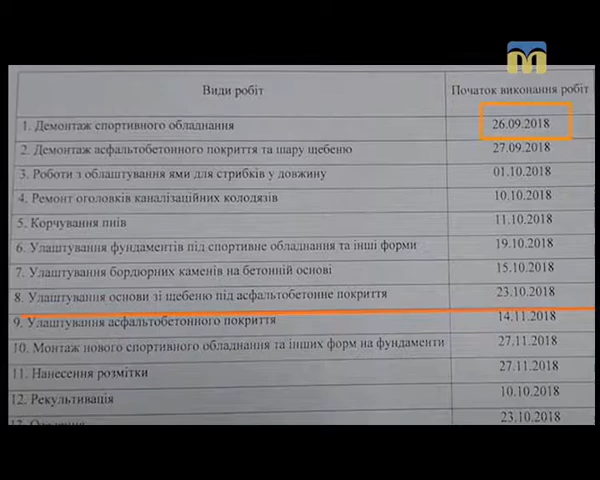 Види робіт Початок виконання робіт
1. Демонтаж спортивного обладнання 26.09.2018
2. Демонтаж асфальтобетонного покриття та шару щебеню 27.09.2018
3. Роботи з облаштування ями для стрибків у довжину 01.10.2018
4. Ремонт оголовків каналізаційних колодязів 10.10.2018
5. Корчування пнів 11.10.2018
6. Улаштування фундаментів під спортивне обладнання та інші форми 19.10.2018
7. Улаштування бордюрних каменів на бетонній основі 15.10.2018
8. Улаштування основи зі щебеню під асфальтобетонне покриття 23.10.2018
9. Улаштування асфальтобетонного покриття 14.11.2018
10. Монтаж нового спортивного обладнання та інших форм на фундаменти 27.11.2018
11. Нанесення розмітки 27.11.2018
12. Рекультивація 10.10.2018
23.10.2018